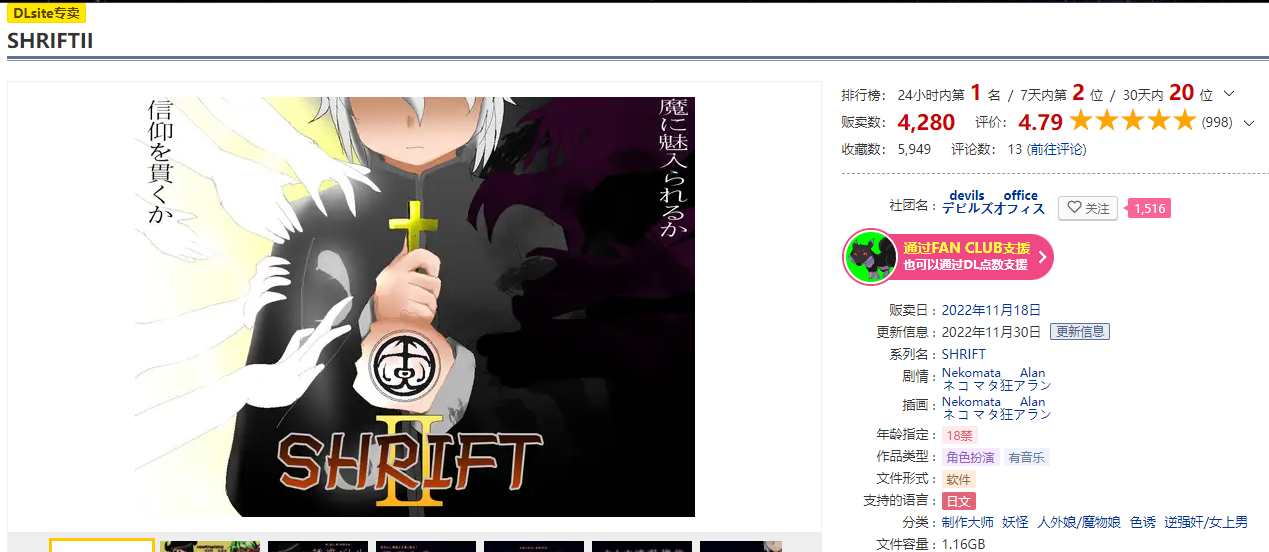 DLsite专卖
SHRIFTII
信仰を貫くか
魔に魅入られるか
SHRIFT
II
排行榜： 24小时内第 1 名 / 7天内第 2 位 / 30天内 20 位
贩卖数： 4,280 评价： 4.79 ★★★★★ (998)
收藏数： 5,949 评论数： 13 (前往评论)
社团名 : devils office
デビルズオフィス 关注 1,516
通过FAN CLUB支援
也可以通过DL点数支援
贩卖日 : 2022年11月18日
更新信息 : 2022年11月30日 更新信息
系列名 : SHRIFT
剧情 : Nekomata Alan
ネコマタ狂アラン
插画 : Nekomata Alan
ネコマタ狂アラン
年龄指定 : 18禁
作品类型 : 角色扮演 有音乐
文件形式 : 软件
支持的语言 : 日文
分类 : 制作大师 妖怪 人外娘/魔物娘 色诱 逆强奸/女上男
文件容量 : 1.16GB